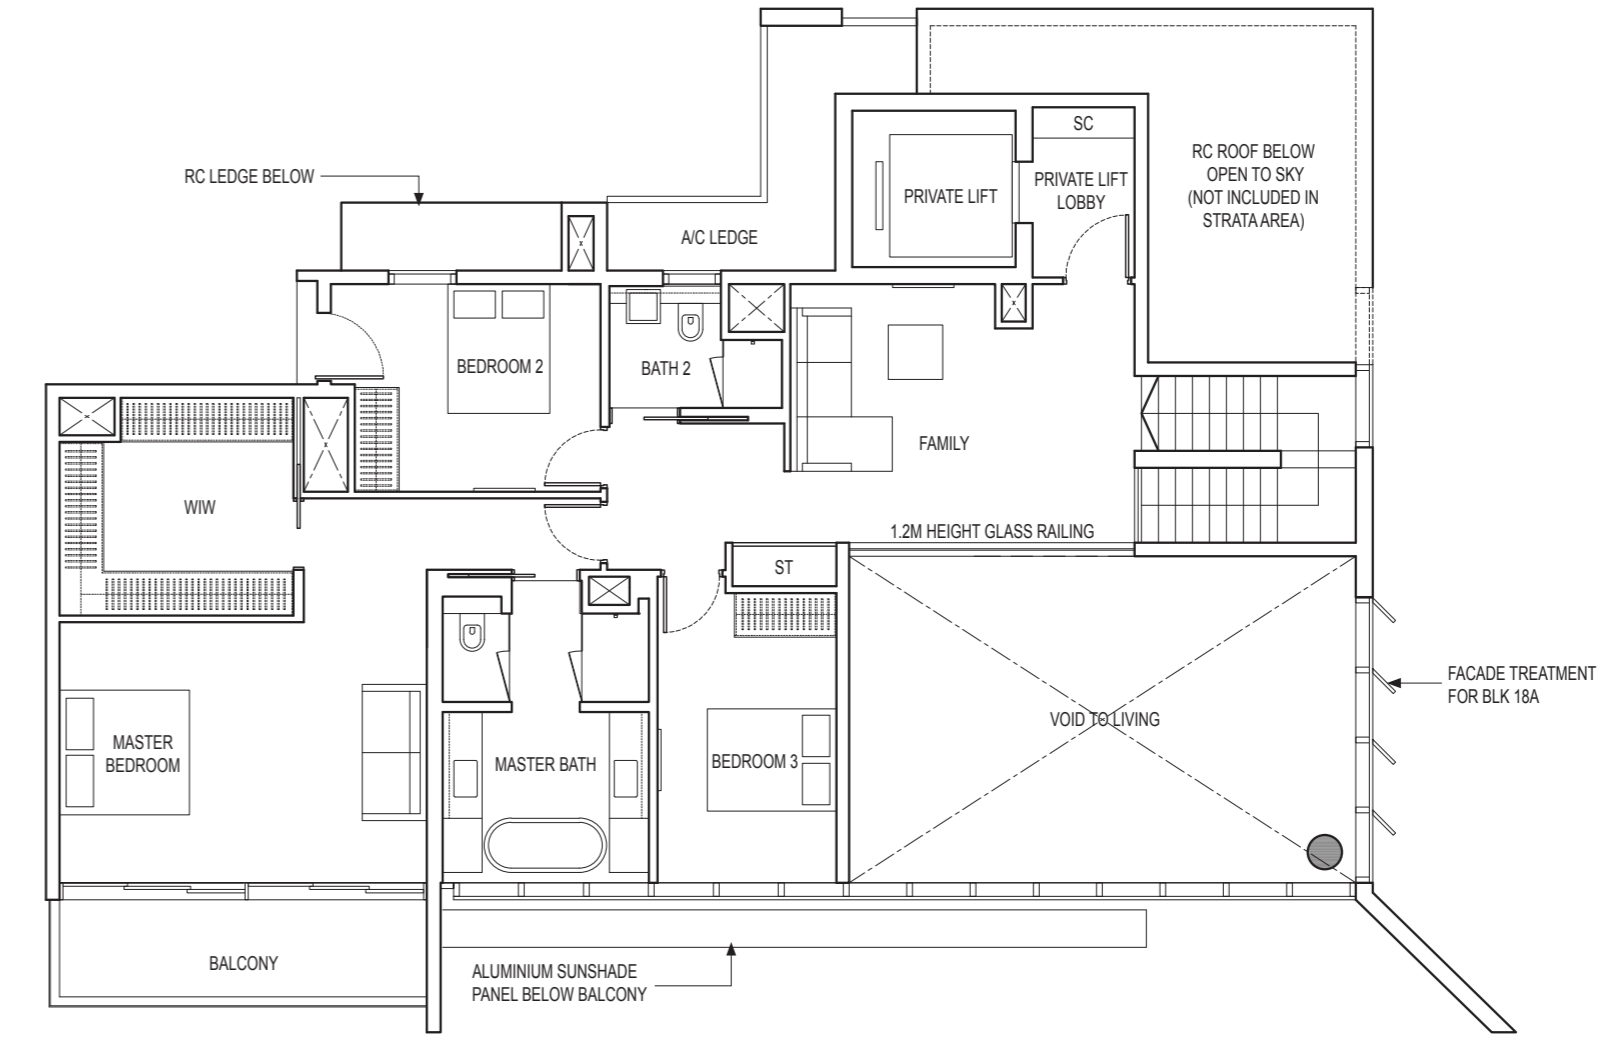 SC
RC ROOF BELOW
OPEN TO SKY
(NOT INCLUDED IN
STRATA AREA)
RC LEDGE BELOW
PRIVATE LIFT
PRIVATE LIFT
LOBBY
A/C LEDGE
BEDROOM 2
BATH 2
FAMILY
WIW
1.2M HEIGHT GLASS RAILING
ST
FACADE TREATMENT
FOR BLK 18A
VOID TO LIVING
MASTER
BEDROOM
MASTER BATH
BEDROOM 3
BALCONY
ALUMINIUM SUNSHADE
PANEL BELOW BALCONY